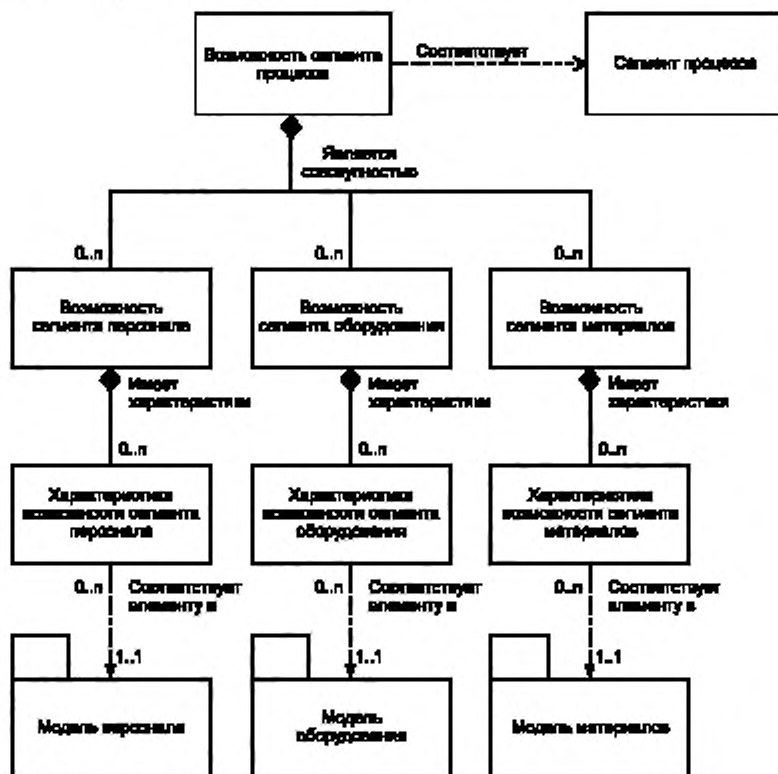 Возможность сегмента
процесса
Соответствует
Сегмент процесса
Является
совокупностью
0..n
0..n
0..n
Возможность
сегмента персонала
Возможность
сегмента оборудования
Возможность
сегмента материалов
Имеет
характеристики
Имеет
характеристики
Имеет
характеристики
0..n
0..n
0..n
Характеристика
возможности сегмента
персонала
Характеристика
возможности сегмента
оборудования
Характеристика
возможности сегмента
материалов
0..n
Соответствует
элементу в
0..n
Соответствует
элементу в
0..n
Соответствует
элементу в
1..1
1..1
1..1
Модель персонала
Модель
оборудования
Модель материалов